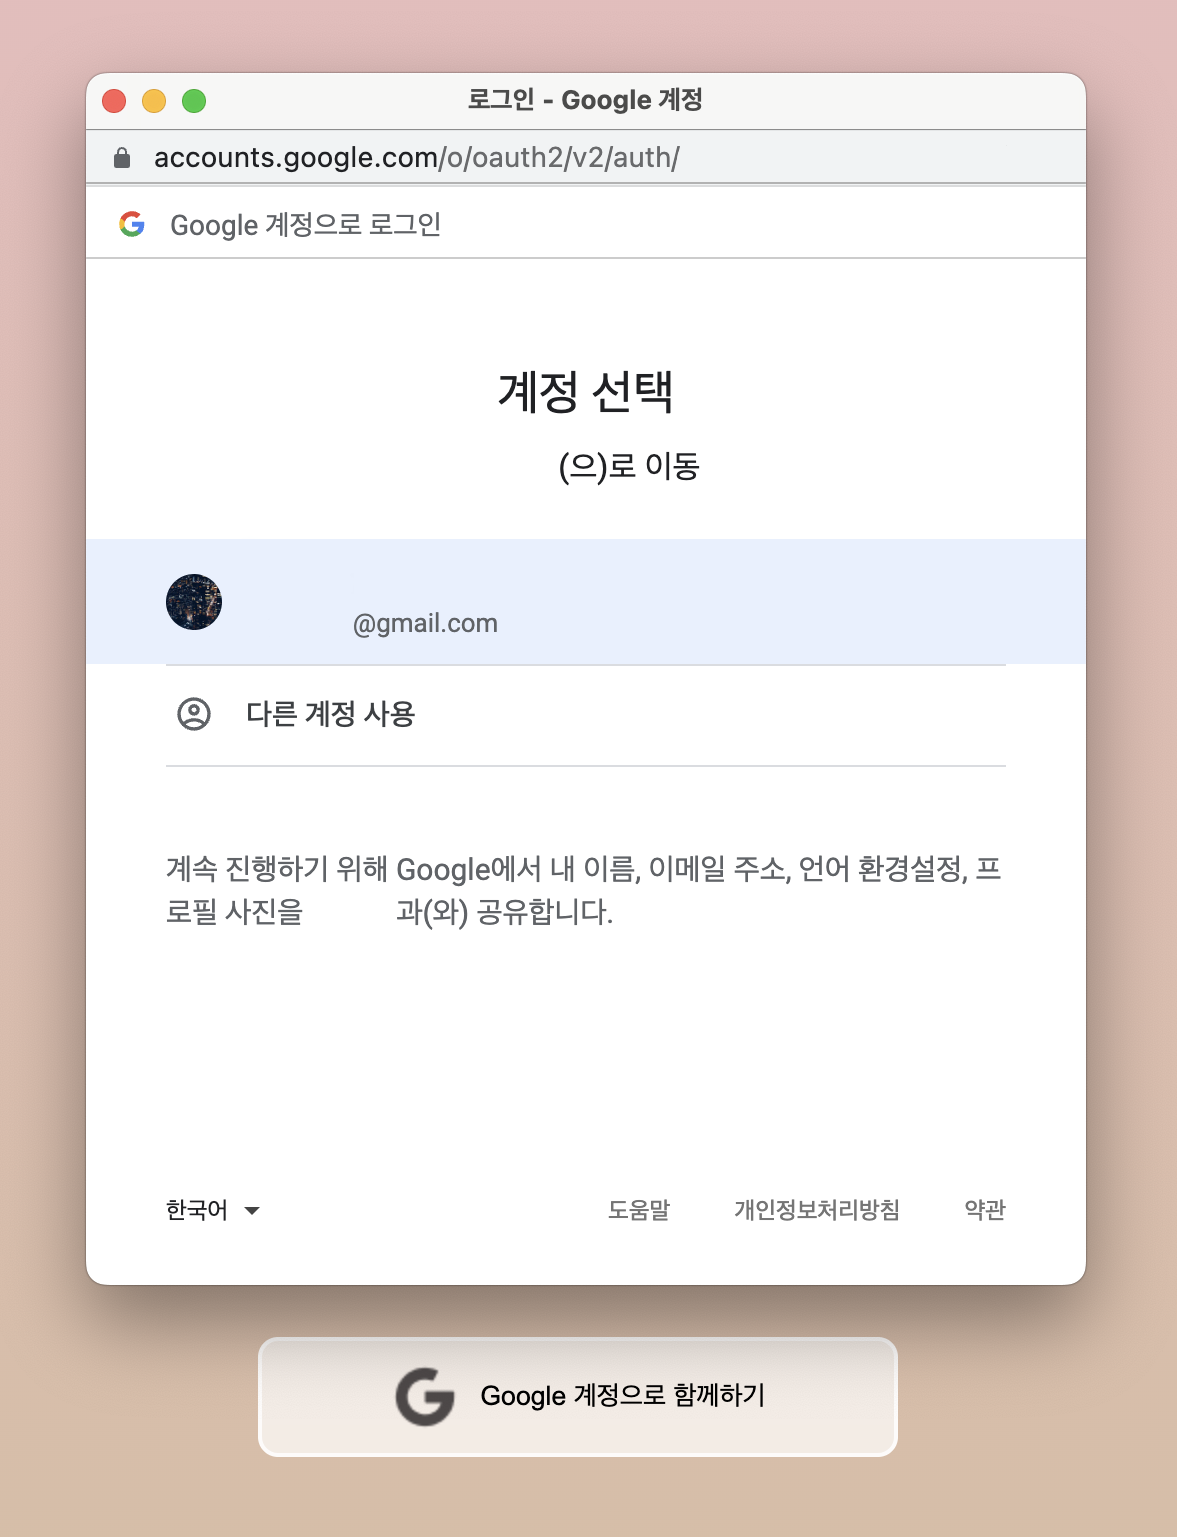 로그인 - Google 계정
accounts.google.com/o/oauth2/v2/auth/
Google 계정으로 로그인
계정 선택
(으)로 이동
@gmail.com
다른 계정 사용
계속 진행하기 위해 Google에서 내 이름, 이메일 주소, 언어 환경설정, 프
로필 사진을 과(와) 공유합니다.
한국어 도움말 개인정보처리방침 약관
Google 계정으로 함께하기